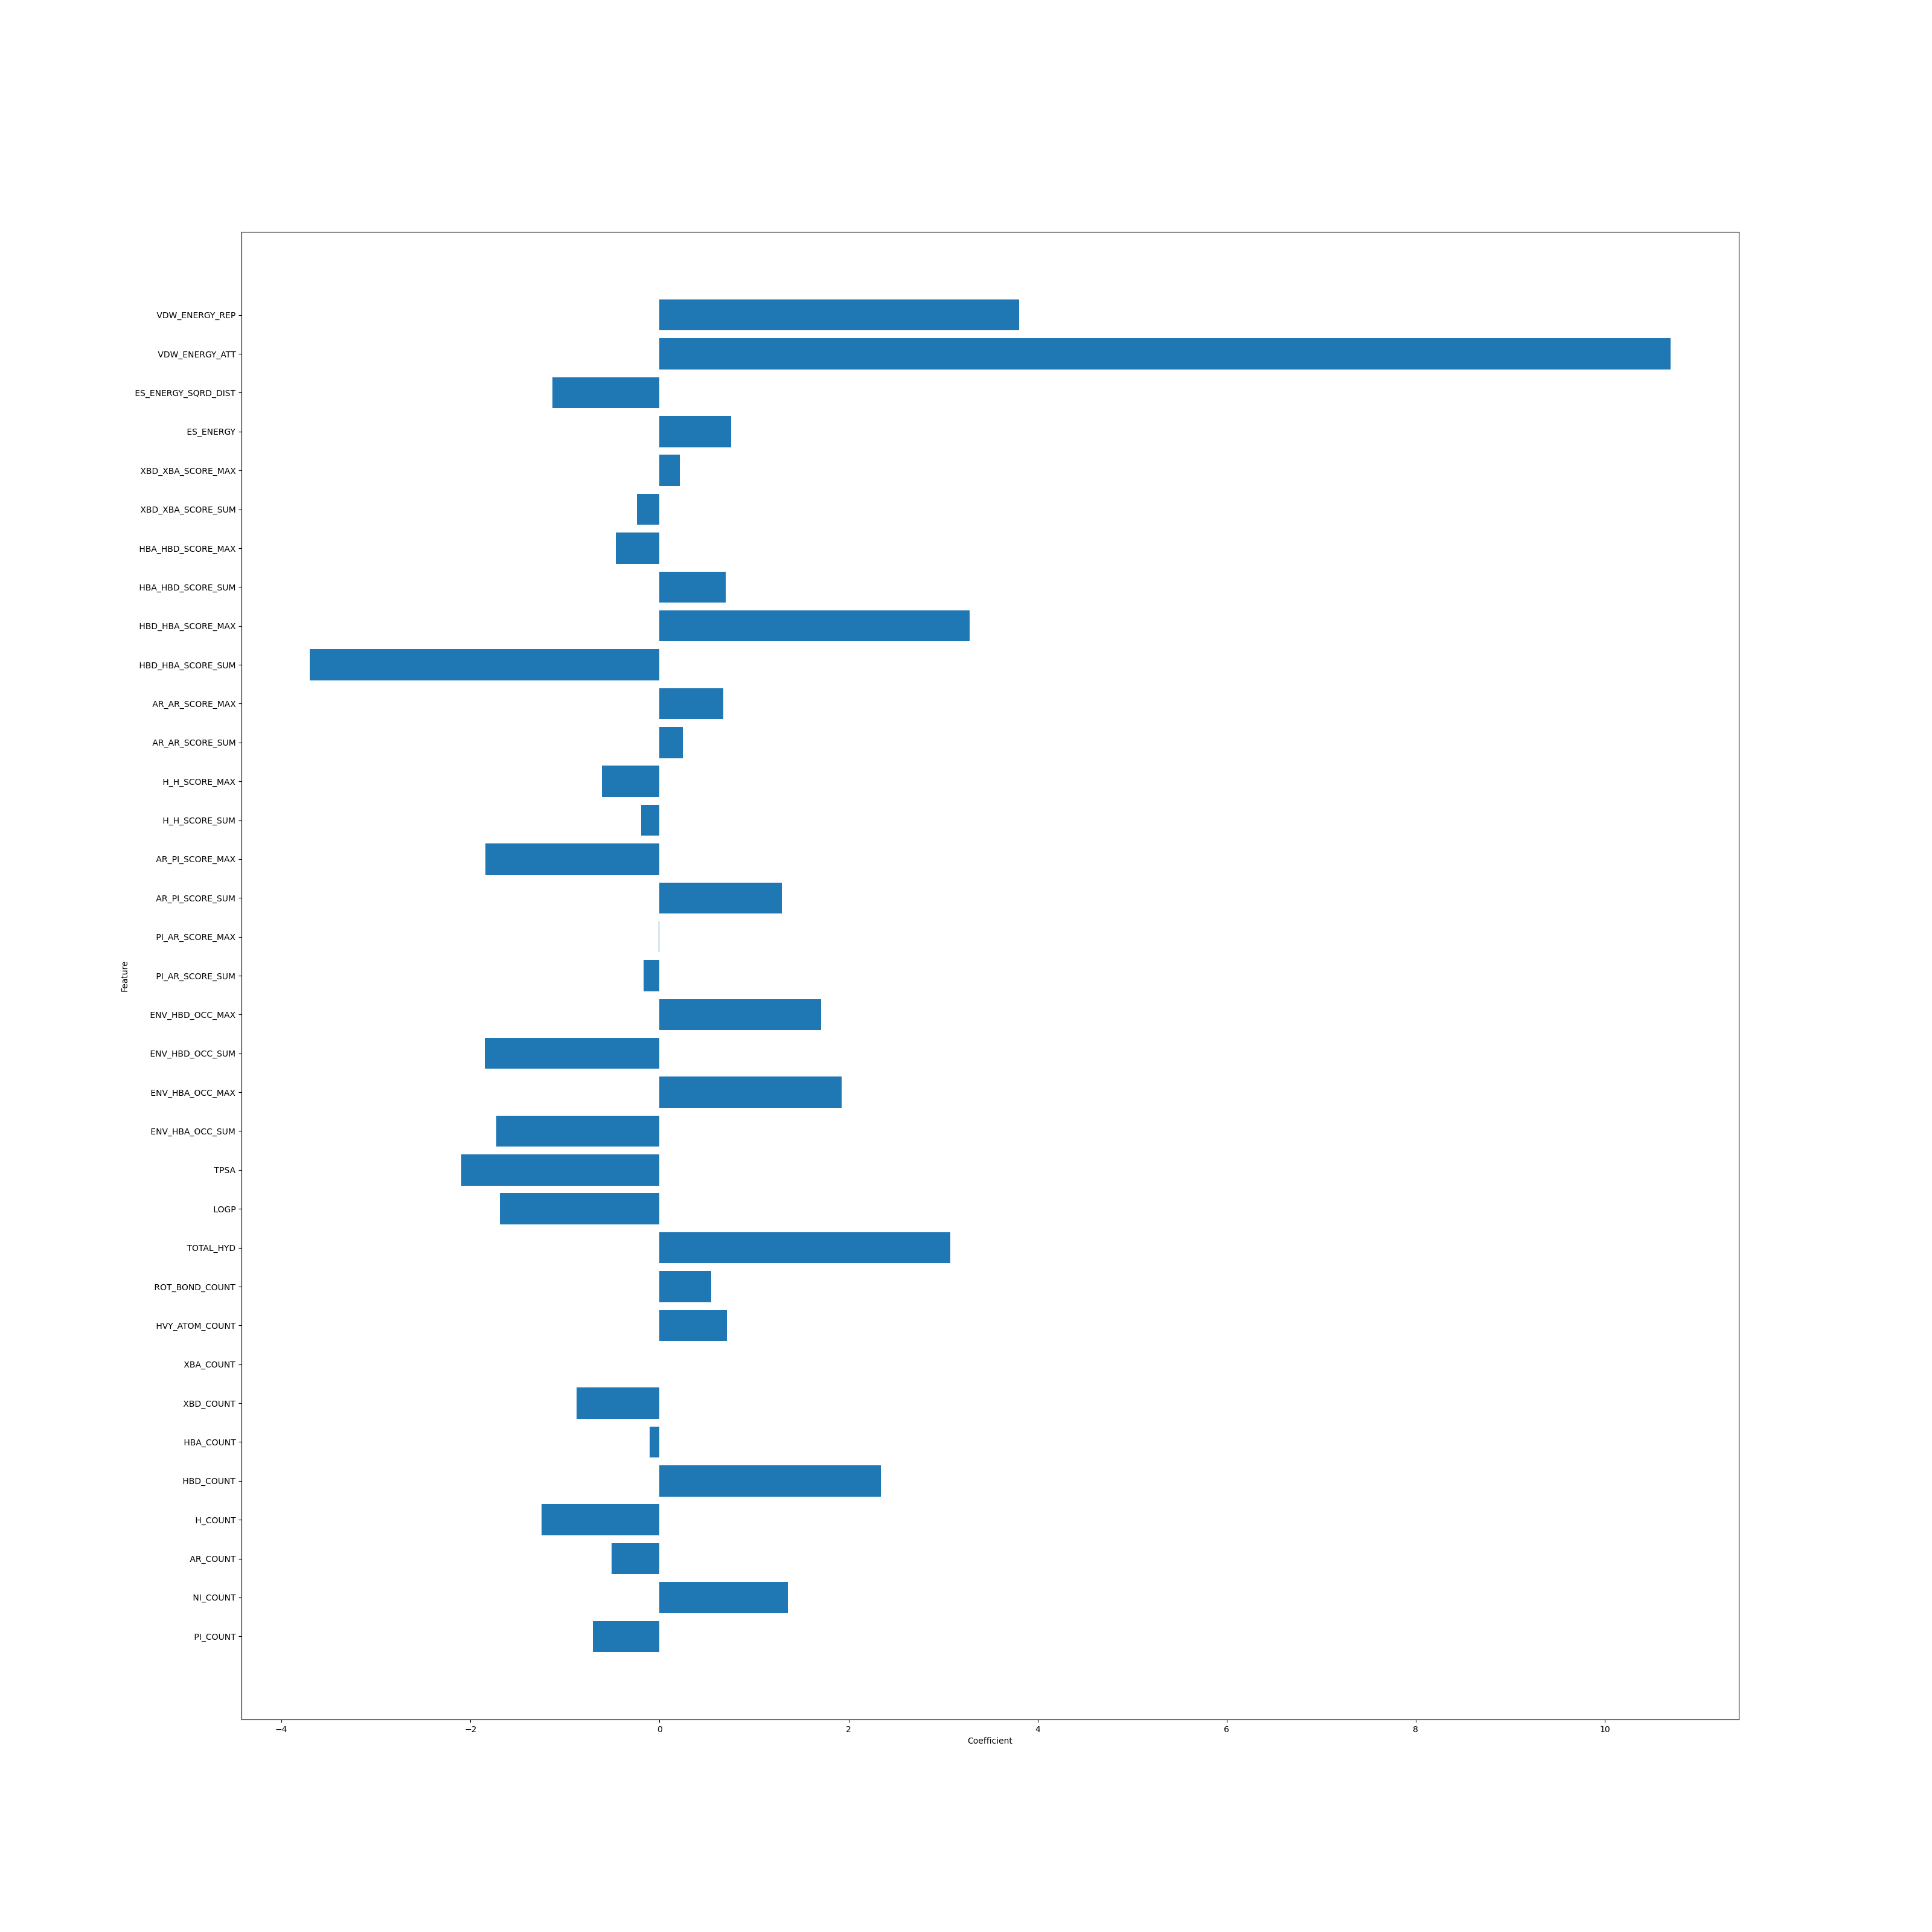 VDW_ENERGY_REP
VDW_ENERGY_ATT
ES_ENERGY_SQRD_DIST
ES_ENERGY
XBD_XBA_SCORE_MAX
XBD_XBA_SCORE_SUM
HBA_HBD_SCORE_MAX
HBA_HBD_SCORE_SUM
HBD_HBA_SCORE_MAX
HBD_HBA_SCORE_SUM
AR_AR_SCORE_MAX
AR_AR_SCORE_SUM
H_H_SCORE_MAX
H_H_SCORE_SUM
AR_PI_SCORE_MAX
AR_PI_SCORE_SUM
PI_AR_SCORE_MAX
PI_AR_SCORE_SUM
ENV_HBD_OCC_MAX
ENV_HBD_OCC_SUM
ENV_HBA_OCC_MAX
ENV_HBA_OCC_SUM
TPSA
LOGP
TOTAL_HYD
ROT_BOND_COUNT
HVY_ATOM_COUNT
XBA_COUNT
XBD_COUNT
HBA_COUNT
HBD_COUNT
H_COUNT
AR_COUNT
NI_COUNT
PI_COUNT
Feature
−4 −2 0 2 4 6 8 10
Coefficient